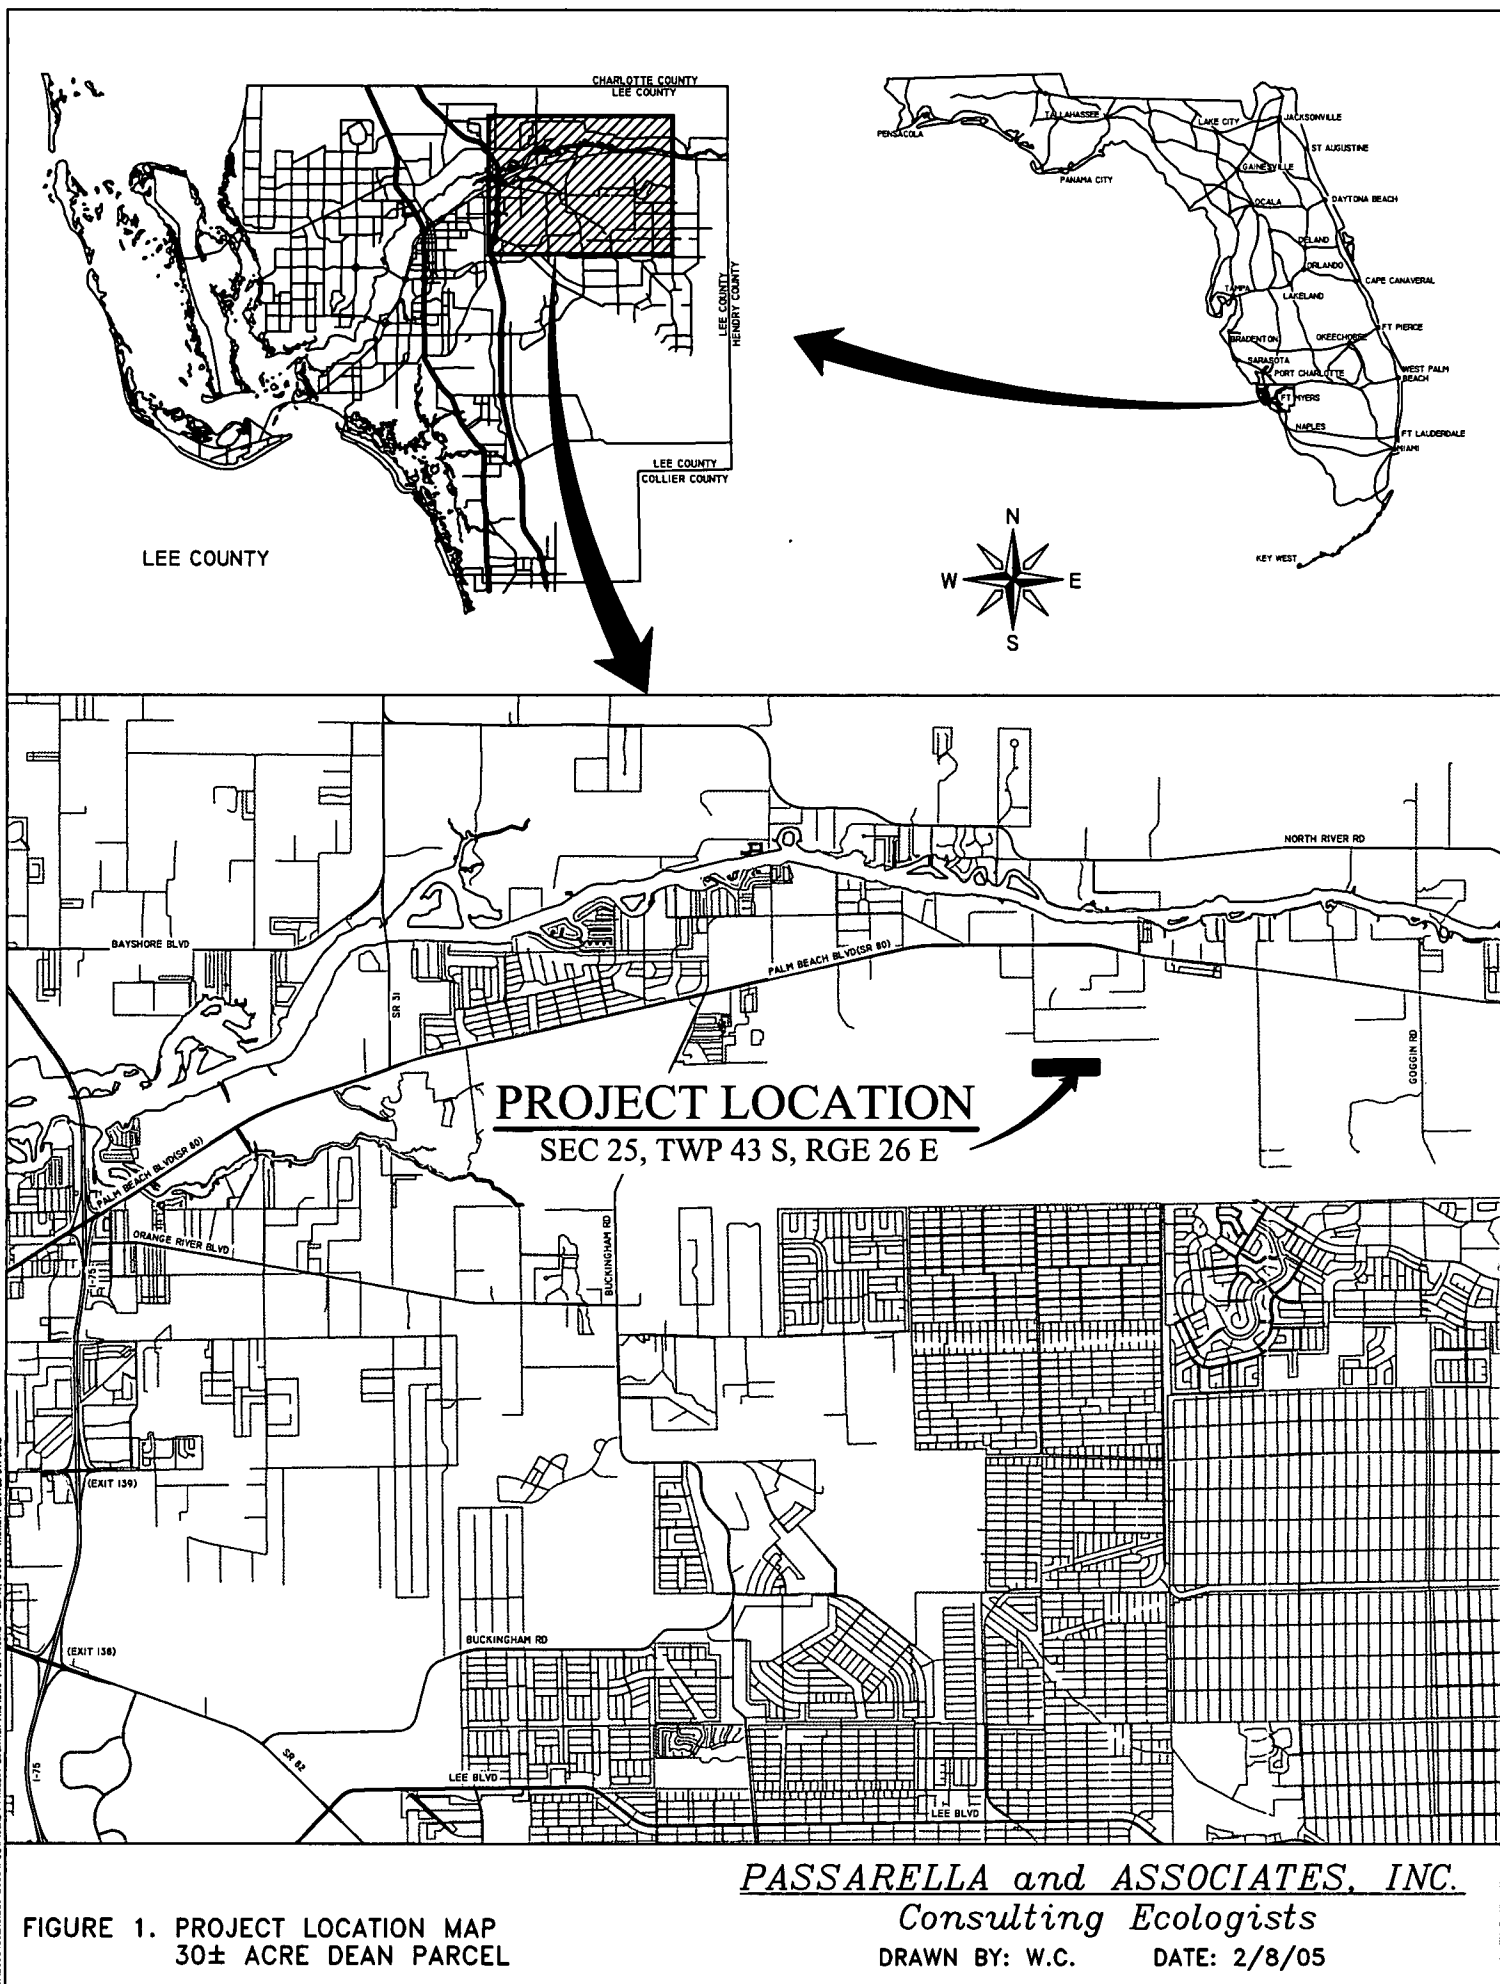 CHARLOTTE COUNTY
LEE COUNTY
LEE COUNTY
HENDRY COUNTY
LEE COUNTY
COLLIER COUNTY
LEE COUNTY
PENSACOLA
TALLAHASSEE
PANAMA CITY
LAKE CITY
JACKSONVILLE
ST AUGUSTINE
GAINESVILLE
OCALA
DAYTONA BEACH
DELAND
ORLANDO
TAMPA
LAKELAND
CAPE CANAVERAL
FT PIERCE
BRADENTON
OKEECHOBEE
SARASOTA
PORT CHARLOTTE
WEST PALM
BEACH
FT MYERS
NAPLES
FT LAUDERDALE
MIAMI
KEY WEST
N
W
E
S
NORTH RIVER RD
BAYSHORE BLVD
PALM BEACH BLVD(SR 80)
SR 31
GOGGIN RD
PROJECT LOCATION
SEC 25, TWP 43 S, RGE 26 E
PALM BEACH BLVD(SR 80)
ORANGE RIVER BLVD
BUCKINGHAM RD
I-75
(EXIT 139)
BUCKINGHAM RD
(EXIT 138)
SR 82
I-75
LEE BLVD
LEE BLVD
PASSARELLA and ASSOCIATES, INC.
Consulting Ecologists
FIGURE 1. PROJECT LOCATION MAP
30± ACRE DEAN PARCEL
DRAWN BY: W.C.
DATE: 2/8/05